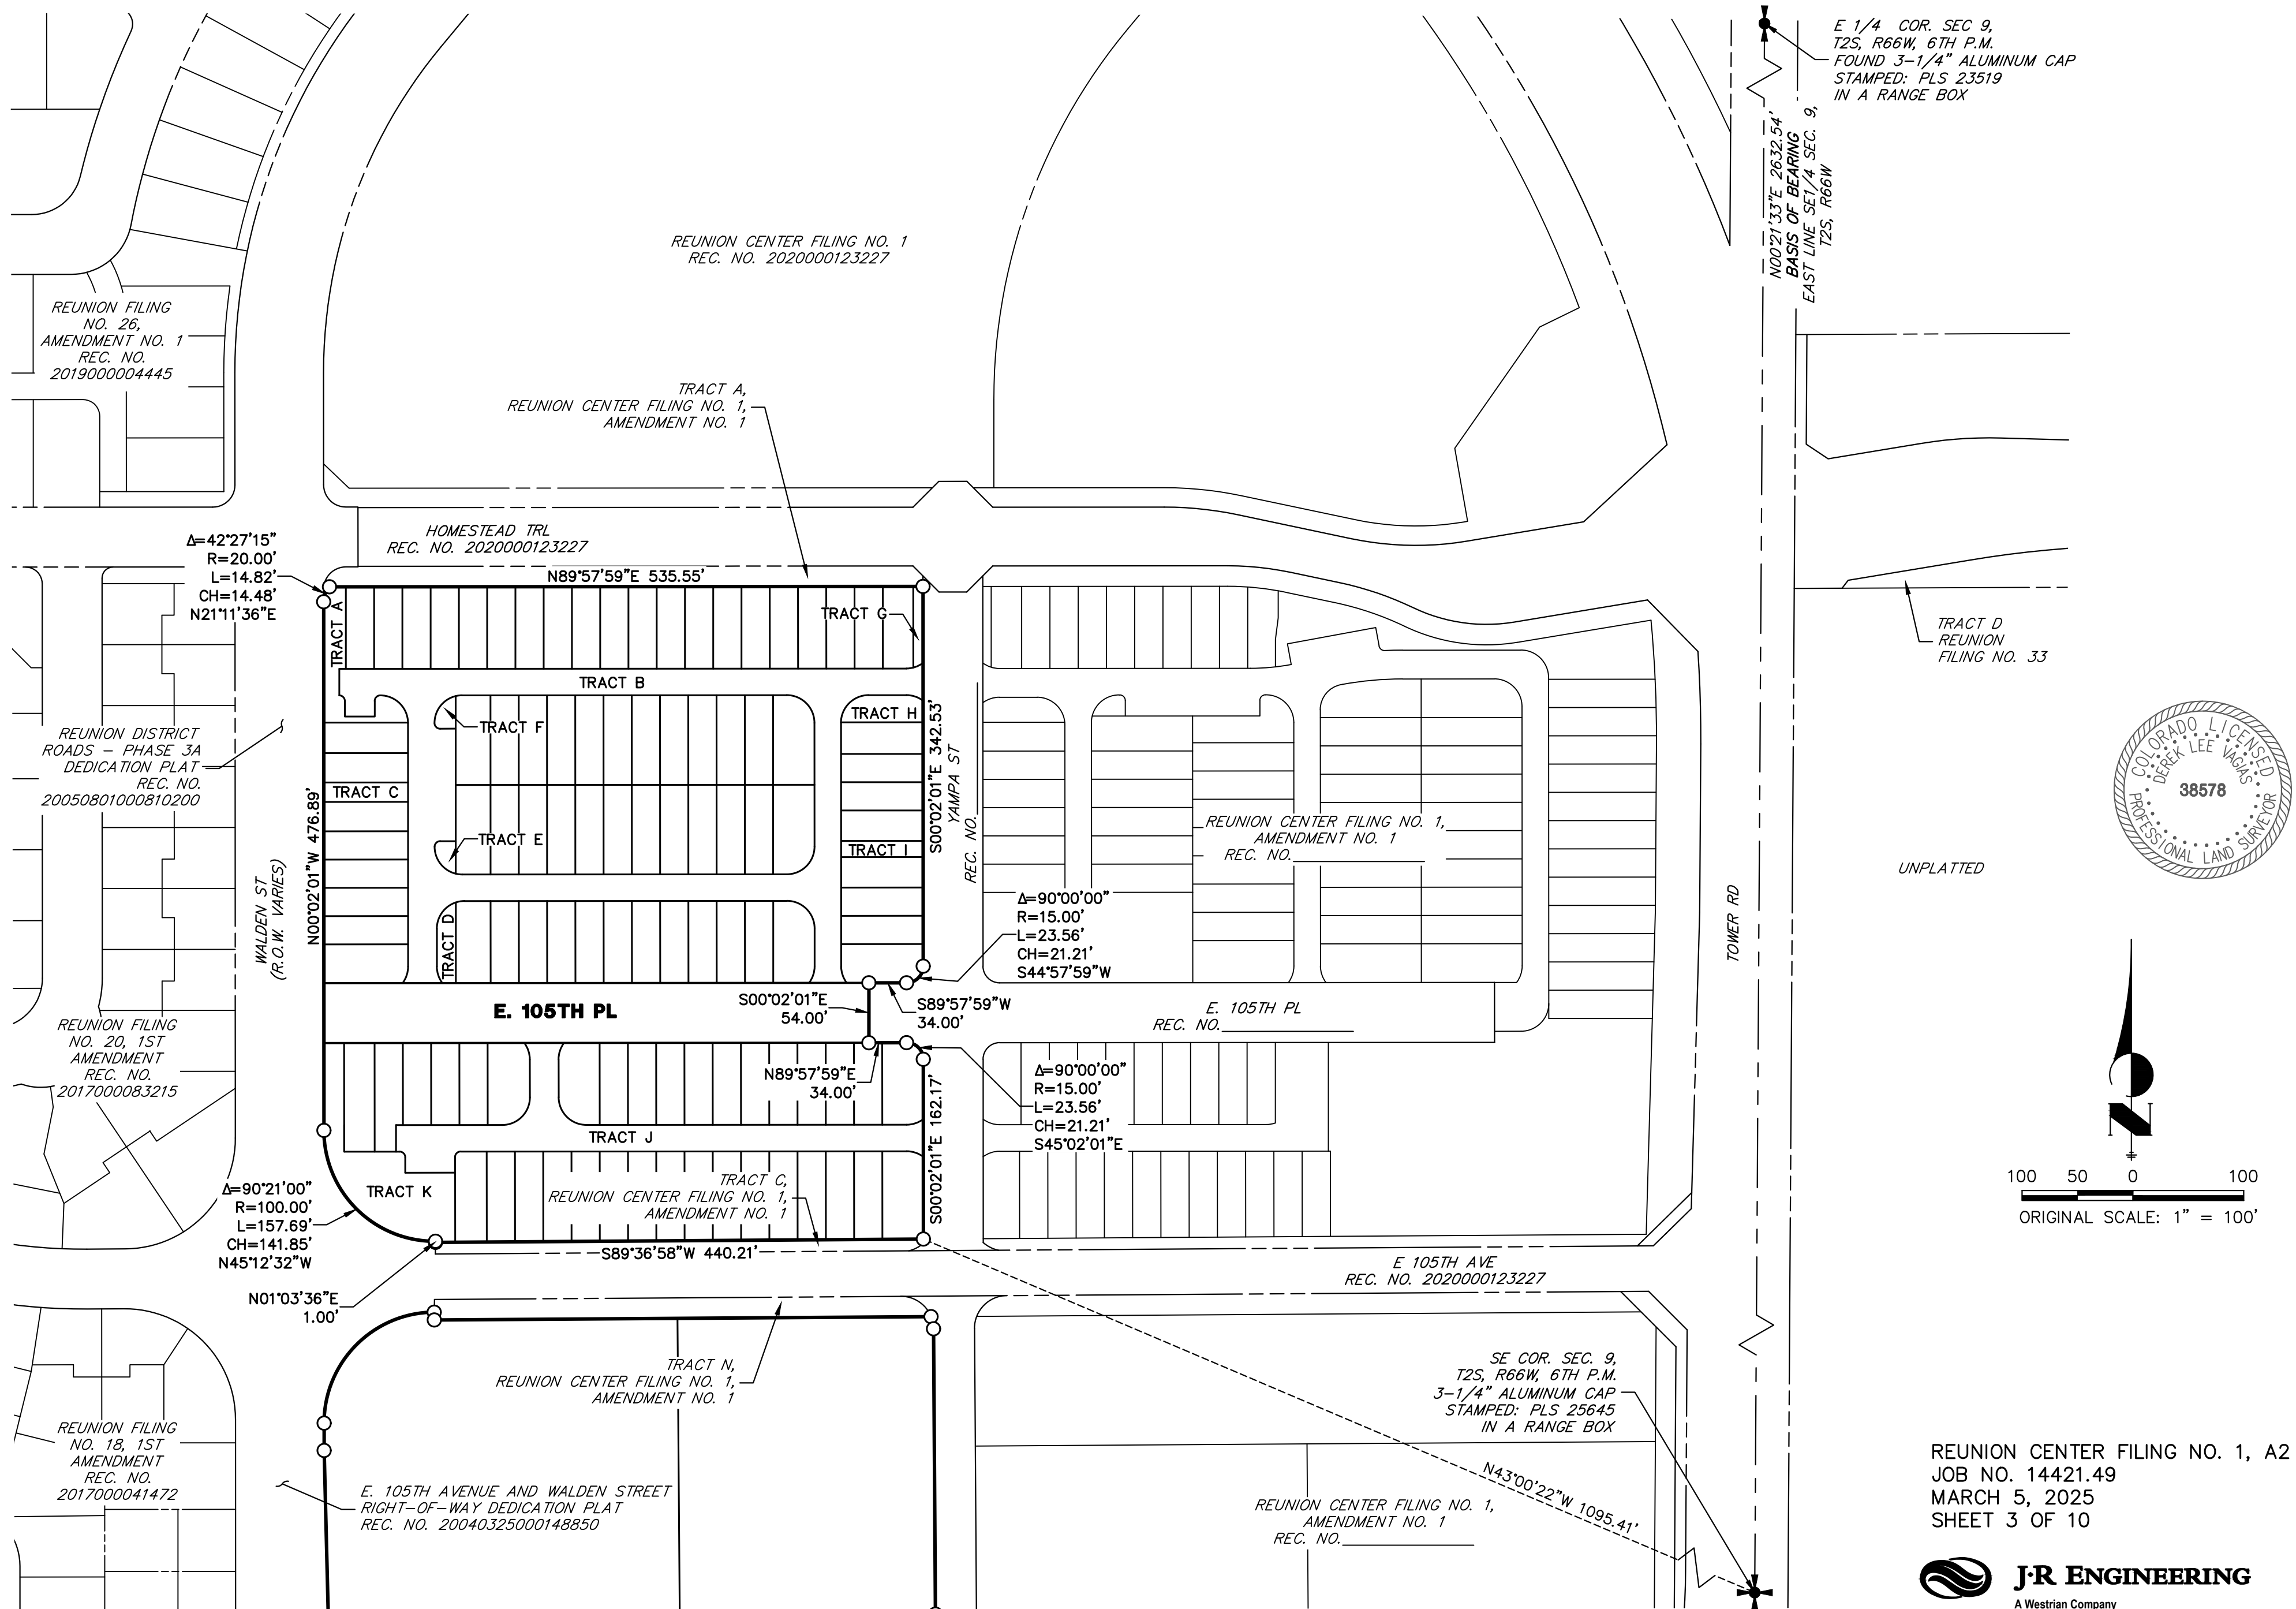 E 1/4 COR. SEC 9,
T2S, R66W, 6TH P.M.
FOUND 3-1/4" ALUMINUM CAP
STAMPED: PLS 23519
IN A RANGE BOX
N00°21'33"E 2632.54'
BASIS OF BEARING
EAST LINE SE1/4 SEC. 9,
T2S, R66W
REUNION CENTER FILING NO. 1
REC. NO. 2020000123227
REUNION FILING
NO. 26,
AMENDMENT NO. 1
REC. NO.
2019000004445
TRACT A,
REUNION CENTER FILING NO. 1,
AMENDMENT NO. 1
HOMESTEAD TRL
REC. NO. 2020000123227
Δ=42°27'15"
R=20.00'
L=14.82'
CH=14.48'
N21°11'36"E
N89°57'59"E 535.55'
TRACT A
TRACT G
TRACT B
TRACT F
TRACT H
TRACT C
TRACT E
TRACT I
TRACT D
S00°02'01"E 342.53'
YAMPA ST
REC. NO.
TRACT D
REUNION
FILING NO. 33
REUNION DISTRICT
ROADS – PHASE 3A
DEDICATION PLAT
REC. NO.
20050801000810200
N00°02'01"W 476.89'
WALDEN ST
(R.O.W. VARIES)
REUNION CENTER FILING NO. 1,
AMENDMENT NO. 1
REC. NO.
COLORADO LICENSED
DEREK LEE VAGIAS
38578
PROFESSIONAL LAND SURVEYOR
UNPLATTED
TOWER RD
Δ=90°00'00"
R=15.00'
L=23.56'
CH=21.21'
S44°57'59"W
E. 105TH PL
S00°02'01"E
54.00'
S89°57'59"W
34.00'
E. 105TH PL
REC. NO.
REUNION FILING
NO. 20, 1ST
AMENDMENT
REC. NO.
2017000083215
N89°57'59"E
34.00'
Δ=90°00'00"
R=15.00'
L=23.56'
CH=21.21'
S45°02'01"E
S00°02'01"E 162.17'
TRACT J
TRACT K
TRACT C,
REUNION CENTER FILING NO. 1,
AMENDMENT NO. 1
Δ=90°21'00"
R=100.00'
L=157.69'
CH=141.85'
N45°12'32"W
S89°36'58"W 440.21'
N01°03'36"E
1.00'
E 105TH AVE
REC. NO. 2020000123227
N
100 50 0 100
ORIGINAL SCALE: 1" = 100'
TRACT N,
REUNION CENTER FILING NO. 1,
AMENDMENT NO. 1
SE COR. SEC. 9,
T2S, R66W, 6TH P.M.
3-1/4" ALUMINUM CAP
STAMPED: PLS 25645
IN A RANGE BOX
REUNION FILING
NO. 18, 1ST
AMENDMENT
REC. NO.
2017000041472
E. 105TH AVENUE AND WALDEN STREET
RIGHT-OF-WAY DEDICATION PLAT
REC. NO. 20040325000148850
N43°00'22"W 1095.41'
REUNION CENTER FILING NO. 1,
AMENDMENT NO. 1
REC. NO.
REUNION CENTER FILING NO. 1, A2
JOB NO. 14421.49
MARCH 5, 2025
SHEET 3 OF 10
J·R ENGINEERING
A Westrian Company